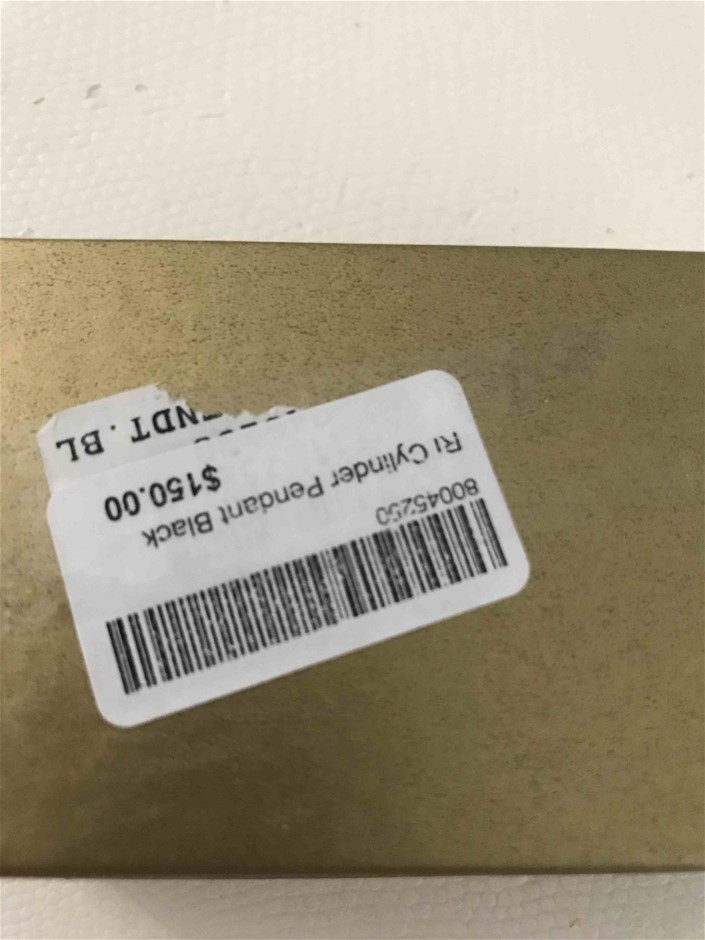 80045250
Ri Cylinder Pendant Black
$150.00
NDT. BL